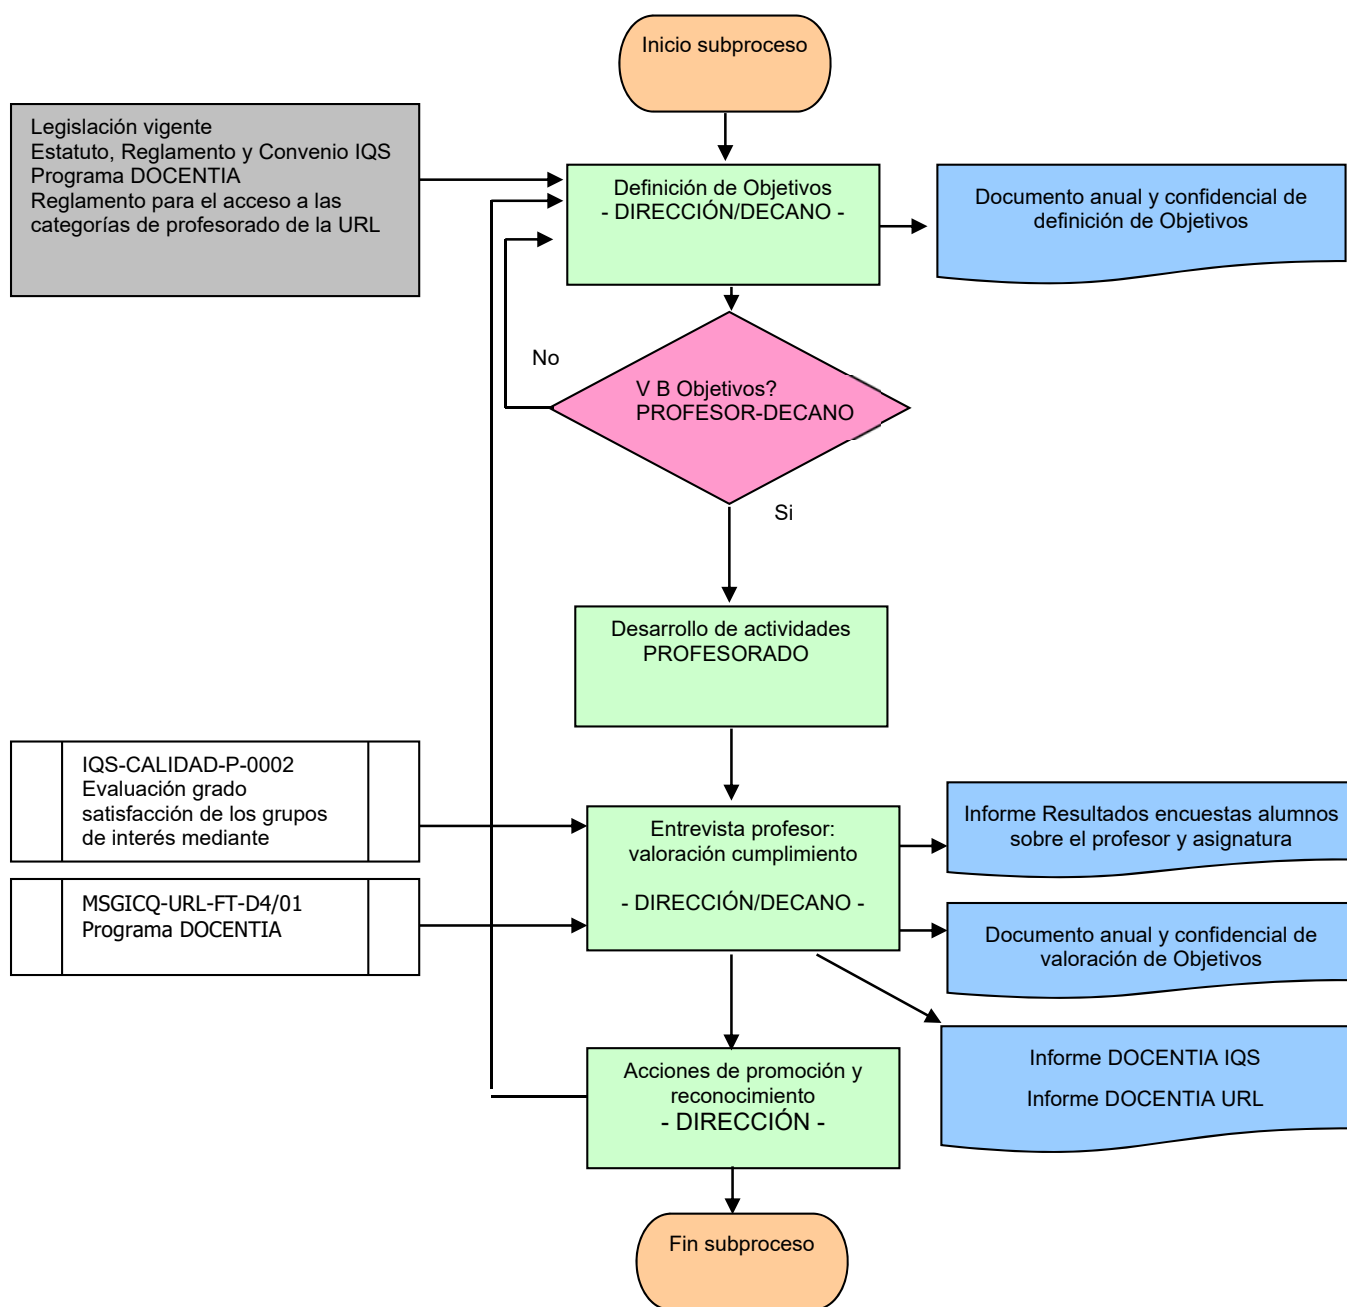 Inicio subproceso
Legislación vigente
Estatuto, Reglamento y Convenio IQS
Programa DOCENTIA
Reglamento para el acceso a las
categorías de profesorado de la URL
Definición de Objetivos
- DIRECCIÓN/DECANO -
Documento anual y confidencial de
definición de Objetivos
No
V B Objetivos?
PROFESOR-DECANO
Si
Desarrollo de actividades
PROFESORADO
IQS-CALIDAD-P-0002
Evaluación grado
satisfacción de los grupos
de interés mediante
Entrevista profesor:
valoración cumplimiento
- DIRECCIÓN/DECANO -
Informe Resultados encuestas alumnos
sobre el profesor y asignatura
MSGICQ-URL-FT-D4/01
Programa DOCENTIA
Documento anual y confidencial de
valoración de Objetivos
Informe DOCENTIA IQS
Informe DOCENTIA URL
Acciones de promoción y
reconocimiento
- DIRECCIÓN -
Fin subproceso